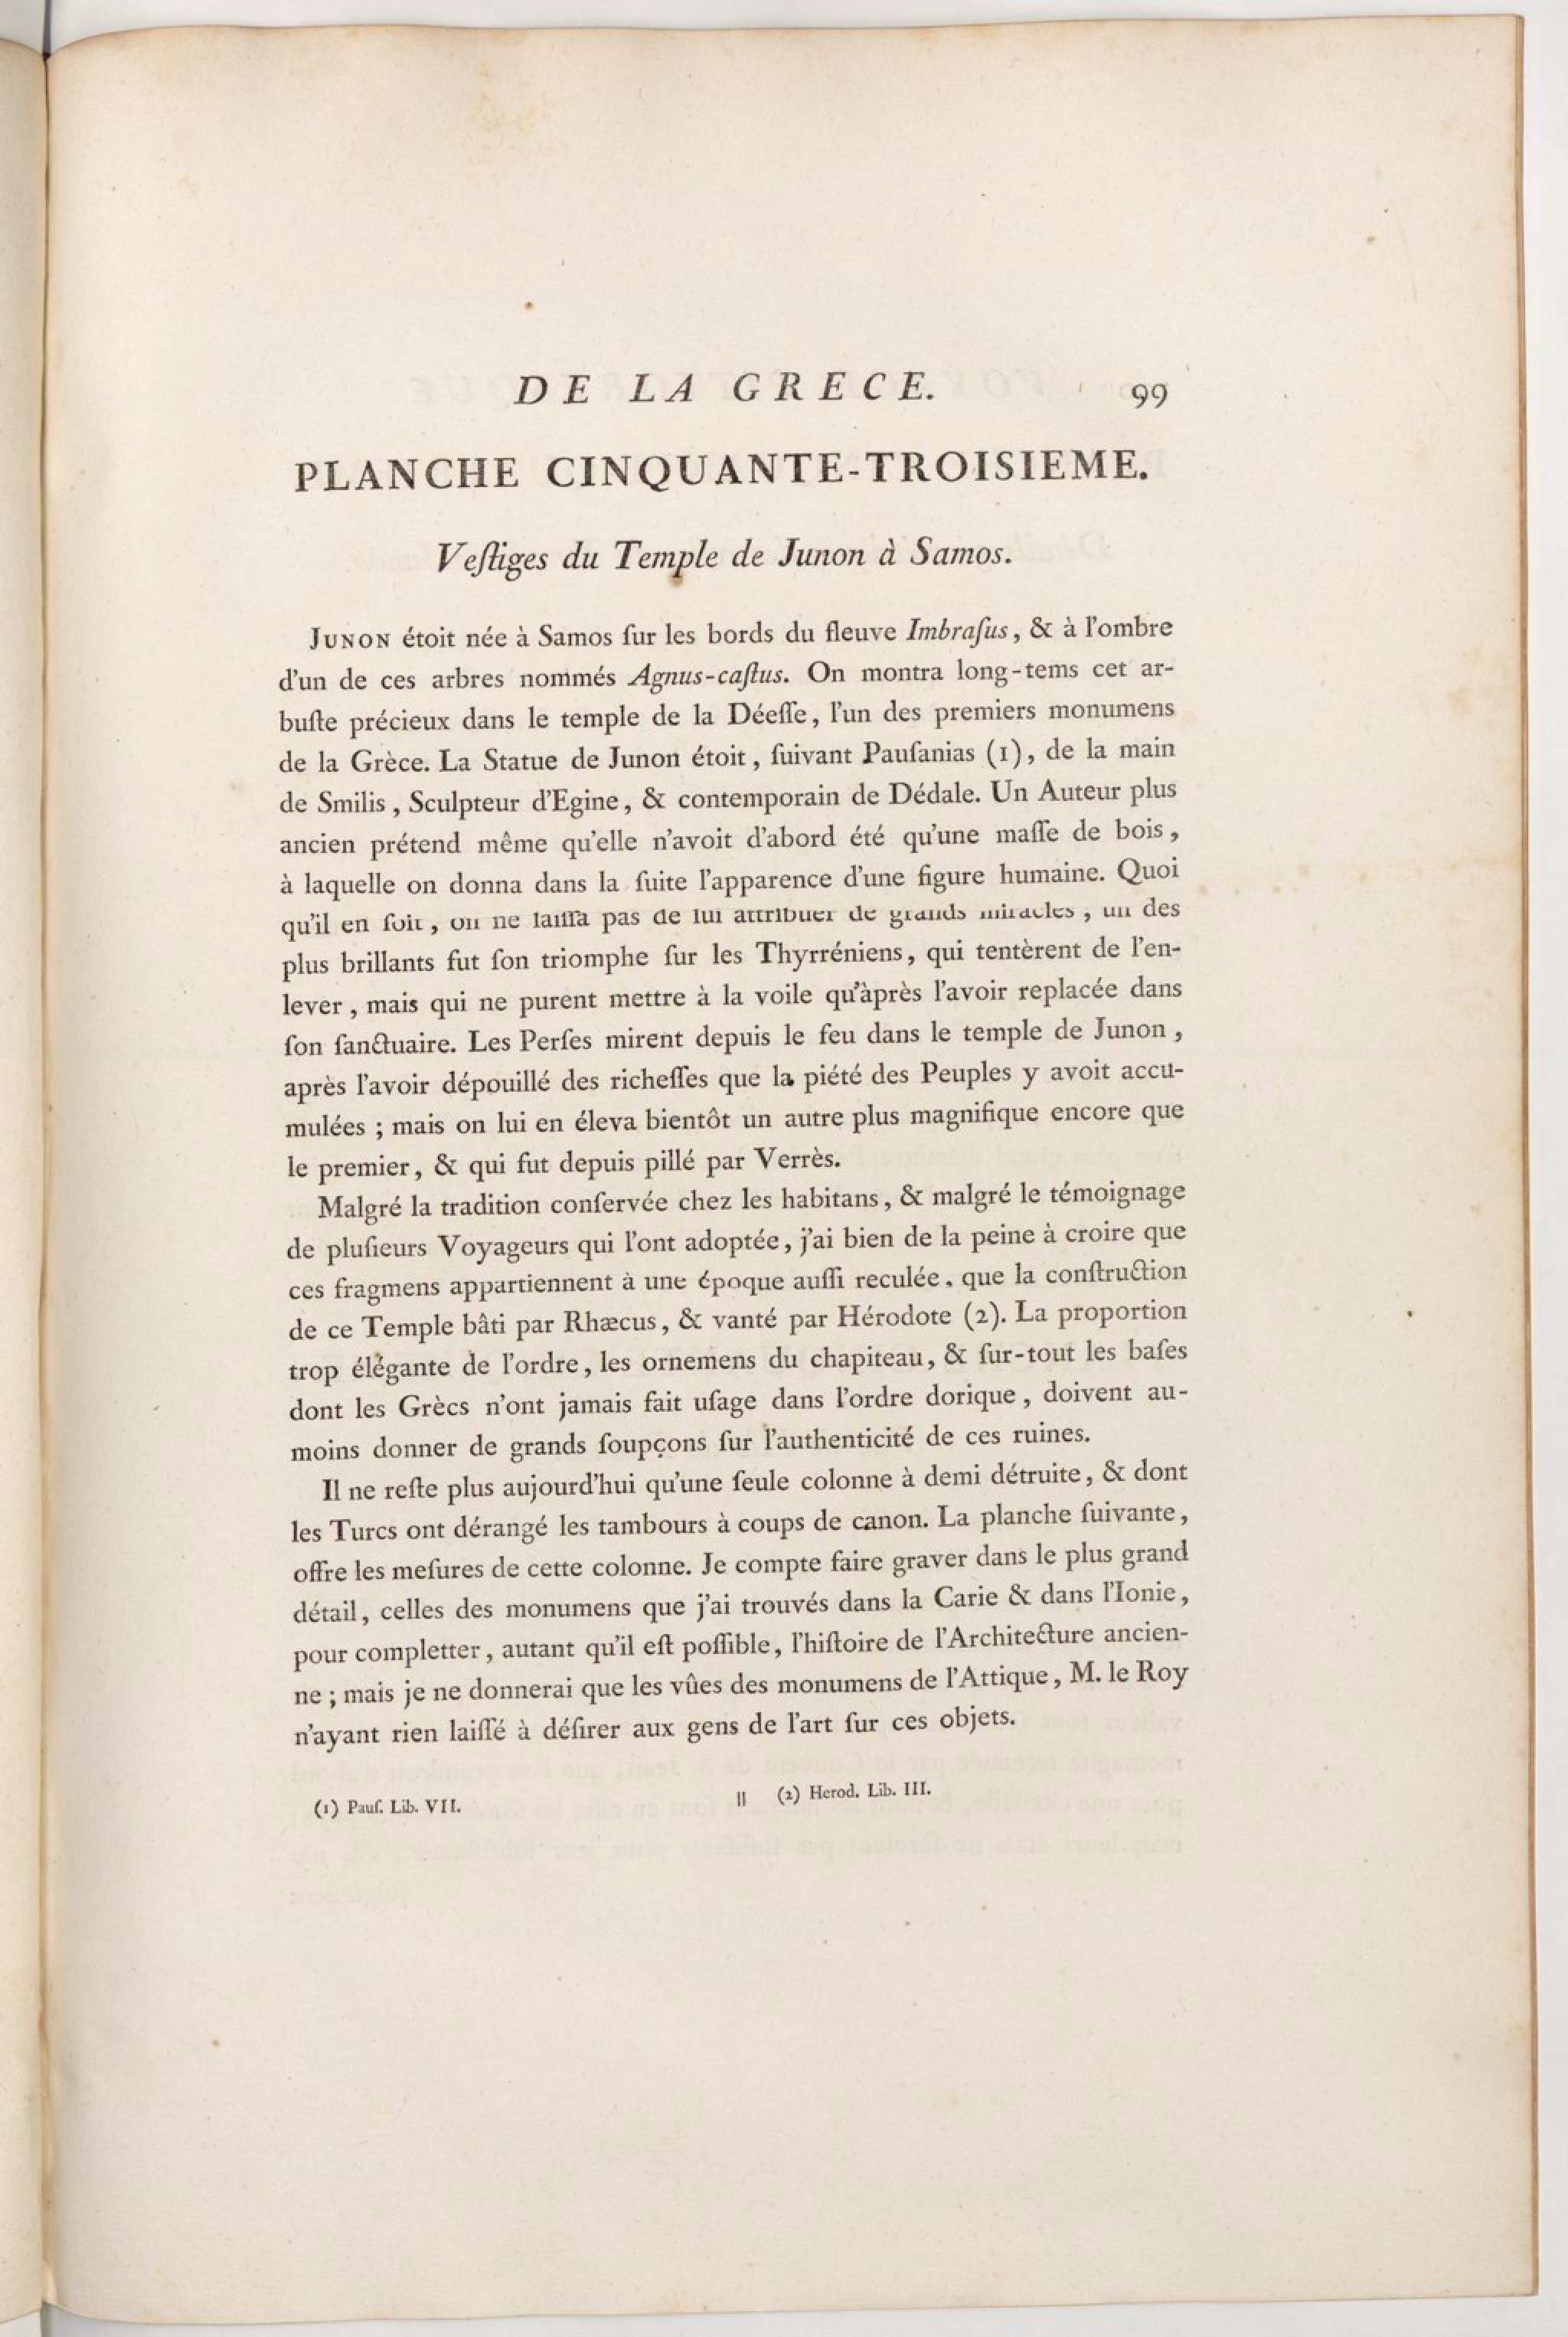 DE LA GRECE. 99
PLANCHE CINQUANTE-TROISIEME.
Veſtiges du Temple de Junon à Samos.
JUNON étoit née à Samos ſur les bords du fleuve Imbraſus, & à l'ombre
d'un de ces arbres nommés Agnus-caſtus. On montra long-tems cet ar-
buſte précieux dans le temple de la Déeſſe, l'un des premiers monumens
de la Grèce. La Statue de Junon étoit, ſuivant Pauſanias (1), de la main
de Smilis, Sculpteur d'Egine, & contemporain de Dédale. Un Auteur plus
ancien prétend même qu'elle n'avoit d'abord été qu'une maſſe de bois,
à laquelle on donna dans la ſuite l'apparence d'une figure humaine. Quoi
qu'il en ſoit, on ne laiſſa pas de lui attribuer de grands miracles, un des
plus brillants fut ſon triomphe ſur les Thyrréniens, qui tentèrent de l'en-
lever, mais qui ne purent mettre à la voile qu'àprès l'avoir replacée dans
ſon ſanctuaire. Les Perſes mirent depuis le feu dans le temple de Junon,
après l'avoir dépouillé des richeſſes que la piété des Peuples y avoit accu-
mulées; mais on lui en éleva bientôt un autre plus magnifique encore que
le premier, & qui fut depuis pillé par Verrès.
Malgré la tradition conſervée chez les habitans, & malgré le témoignage
de pluſieurs Voyageurs qui l'ont adoptée, j'ai bien de la peine à croire que
ces fragmens appartiennent à une époque auſſi reculée, que la conſtruction
de ce Temple bâti par Rhæcus, & vanté par Hérodote (2). La proportion
trop élégante de l'ordre, les ornemens du chapiteau, & ſur-tout les baſes
dont les Grècs n'ont jamais fait uſage dans l'ordre dorique, doivent au-
moins donner de grands ſoupçons ſur l'authenticité de ces ruines.
Il ne reſte plus aujourd'hui qu'une ſeule colonne à demi détruite, & dont
les Turcs ont dérangé les tambours à coups de canon. La planche ſuivante,
offre les meſures de cette colonne. Je compte faire graver dans le plus grand
détail, celles des monumens que j'ai trouvés dans la Carie & dans l'Ionie,
pour completter, autant qu'il eſt poſſible, l'hiſtoire de l'Architecture ancien-
ne; mais je ne donnerai que les vûes des monumens de l'Attique, M. le Roy
n'ayant rien laiſſé à déſirer aux gens de l'art ſur ces objets.
(1) Pauſ. Lib. VII. || (2) Herod. Lib. III.